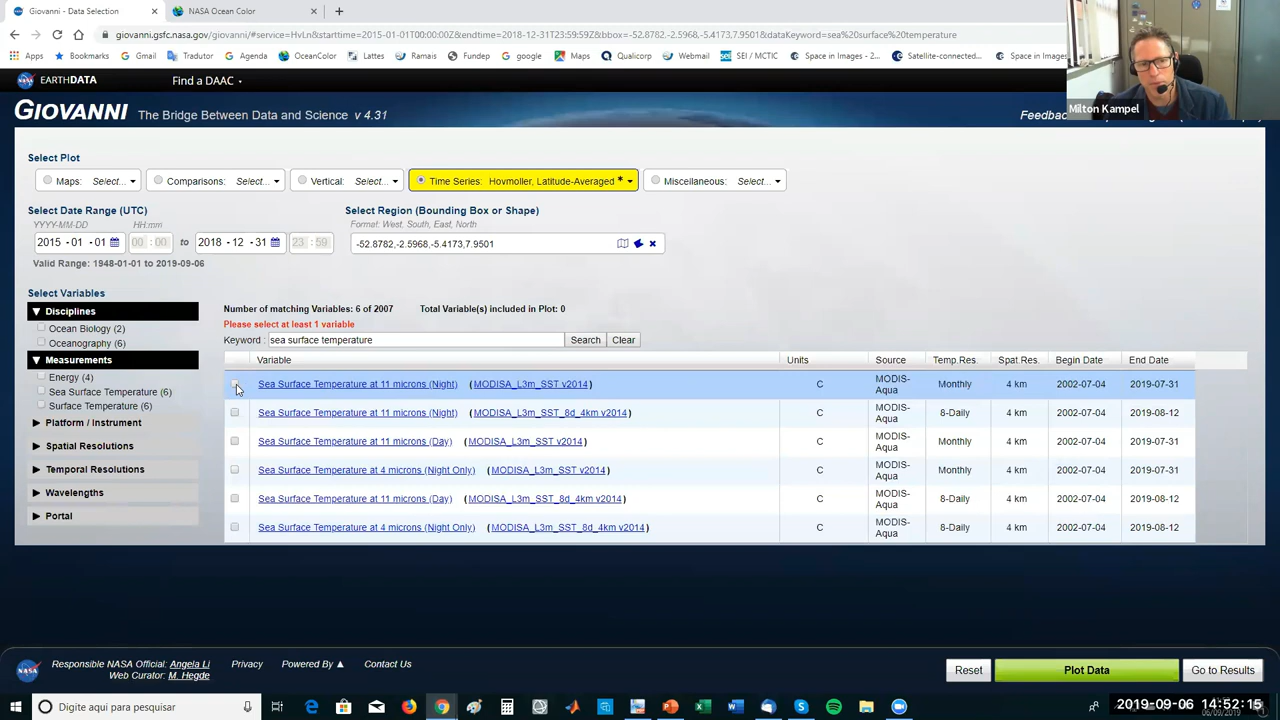 Giovanni - Data Selection
NASA Ocean Color
giovanni.gsfc.nasa.gov/giovanni/#service=HvLn&starttime=2015-01-01T00:00:00Z&endtime=2018-12-31T23:59:59Z&bbox=-52.8782,-2.5968,-5.4173,7.9501&dataKeyword=sea%20surface%20temperature
Apps Bookmarks Gmail Tradutor Agenda OceanColor Latttes Ramais Fundep google Maps Qualicorp Webmail SEI / MCTIC Space in Images - 2... Satellite-connected... Space in Images - ...
Milton Kampel
EARTHDATA Find a DAAC
GIOVANNI The Bridge Between Data and Science v 4.31 Feedback
Select Plot
Maps: Select... Comparisons: Select... Vertical: Select... Time Series: Hovmoller, Latitude-Averaged * Miscellaneous: Select...
Select Date Range (UTC) Select Region (Bounding Box or Shape)
YYYY-MM-DD HH:mm Format: West, South, East, North
2015 - 01 - 01 00 : 00 to 2018 - 12 - 31 23 : 59 -52.8782,-2.5968,-5.4173,7.9501
Valid Range: 1948-01-01 to 2019-09-06
Select Variables
Disciplines
Ocean Biology (2)
Oceanography (6)
Measurements
Energy (4)
Sea Surface Temperature (6)
Surface Temperature (6)
Platform / Instrument
Spatial Resolutions
Temporal Resolutions
Wavelengths
Portal
Number of matching Variables: 6 of 2007 Total Variable(s) included in Plot: 0
Please select at least 1 variable
Keyword : sea surface temperature Search Clear
Variable Units Source Temp.Res. Spat.Res. Begin Date End Date
Sea Surface Temperature at 11 microns (Night) (MODISA_L3m_SST v2014) C MODIS-Aqua Monthly 4 km 2002-07-04 2019-07-31
Sea Surface Temperature at 11 microns (Night) (MODISA_L3m_SST_8d_4km v2014) C MODIS-Aqua 8-Daily 4 km 2002-07-04 2019-08-12
Sea Surface Temperature at 11 microns (Day) (MODISA_L3m_SST v2014) C MODIS-Aqua Monthly 4 km 2002-07-04 2019-07-31
Sea Surface Temperature at 4 microns (Night Only) (MODISA_L3m_SST v2014) C MODIS-Aqua Monthly 4 km 2002-07-04 2019-07-31
Sea Surface Temperature at 11 microns (Day) (MODISA_L3m_SST_8d_4km v2014) C MODIS-Aqua 8-Daily 4 km 2002-07-04 2019-08-12
Sea Surface Temperature at 4 microns (Night Only) (MODISA_L3m_SST_8d_4km v2014) C MODIS-Aqua 8-Daily 4 km 2002-07-04 2019-08-12
Responsible NASA Official: Angela Li Privacy Powered By Contact Us
Web Curator: M. Hegde
Reset Plot Data Go to Results
Digite aqui para pesquisar
2019-09-06 14:52:15
06/09/2019